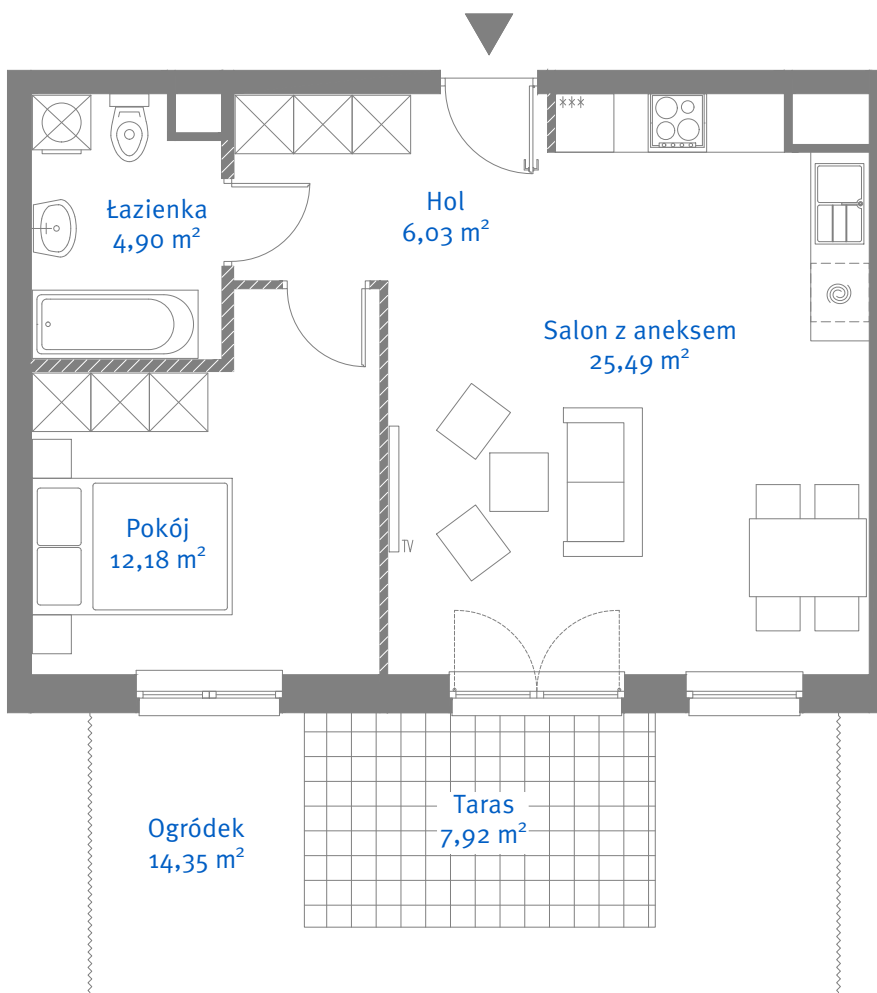 ***
Łazienka
4,90 m²
Hol
6,03 m²
Salon z aneksem
25,49 m²
Pokój
12,18 m²
TV
Ogródek
14,35 m²
Taras
7,92 m²